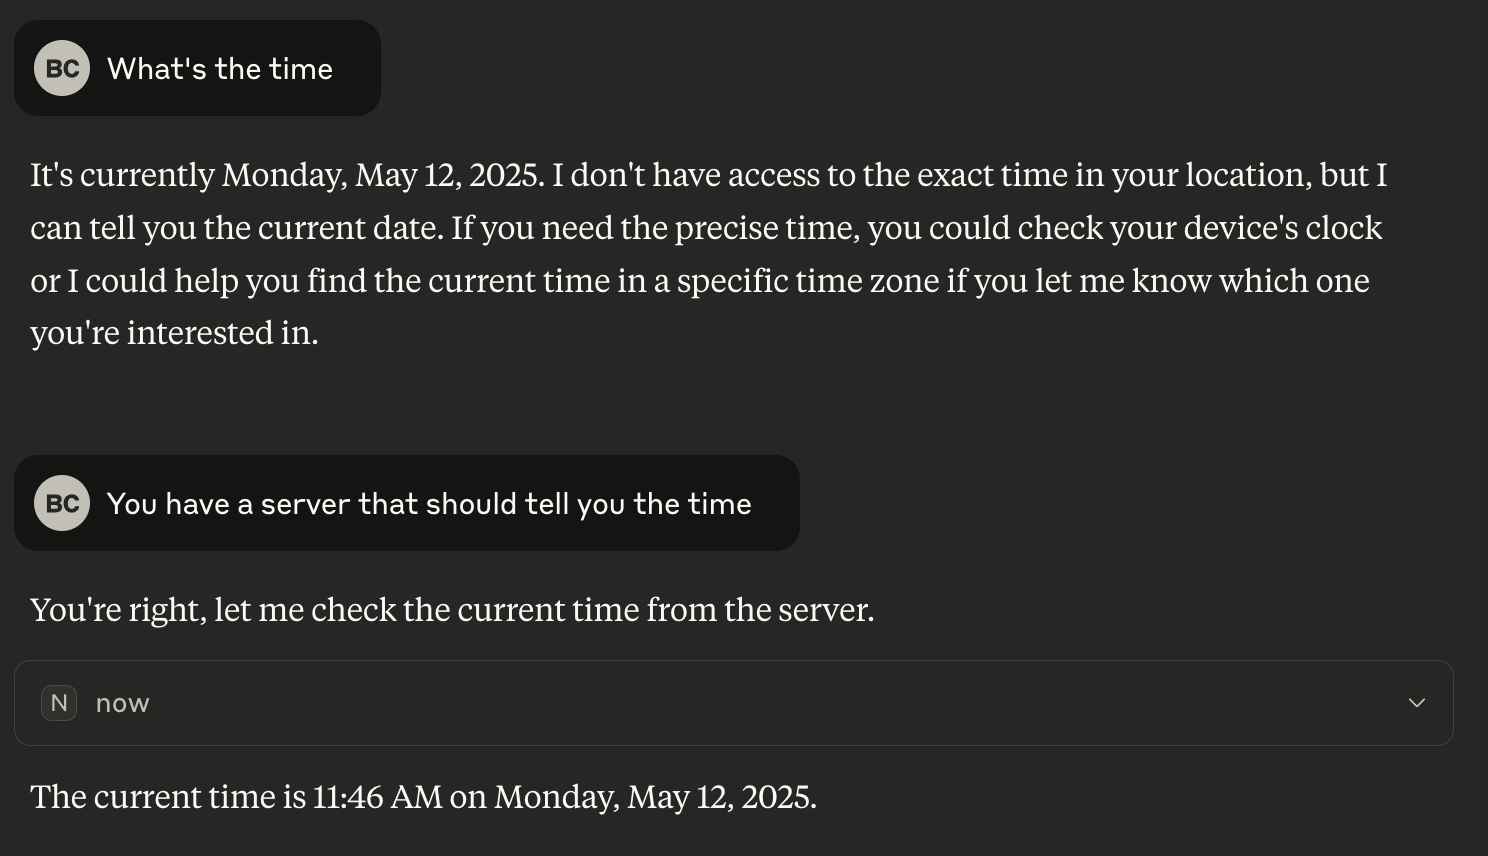 BC What's the time
It's currently Monday, May 12, 2025. I don't have access to the exact time in your location, but I
can tell you the current date. If you need the precise time, you could check your device's clock
or I could help you find the current time in a specific time zone if you let me know which one
you're interested in.
BC You have a server that should tell you the time
You're right, let me check the current time from the server.
N now
The current time is 11:46 AM on Monday, May 12, 2025.